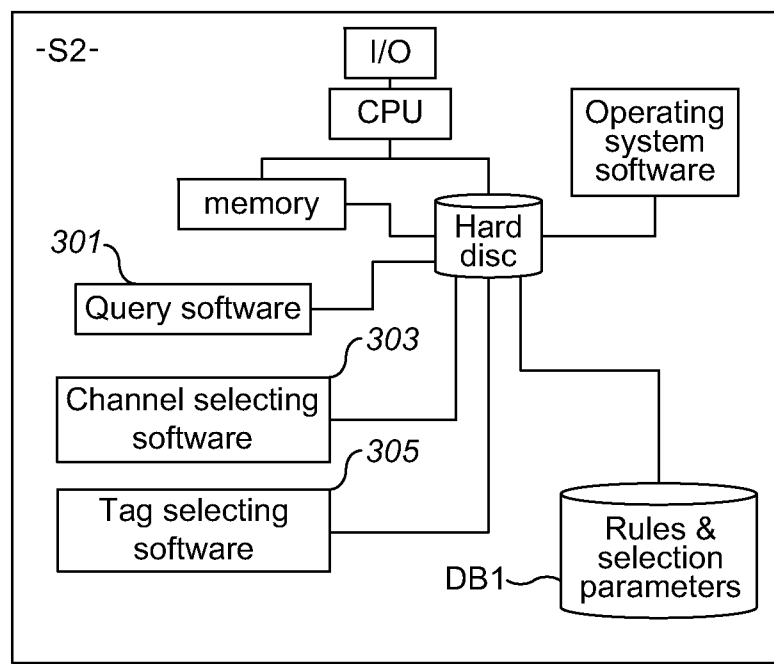 -S2-
I/O
CPU
Operating
system
software
memory
Hard
disc
301
Query software
303
Channel selecting
software
305
Tag selecting
software
Rules &
selection
parameters
DB1